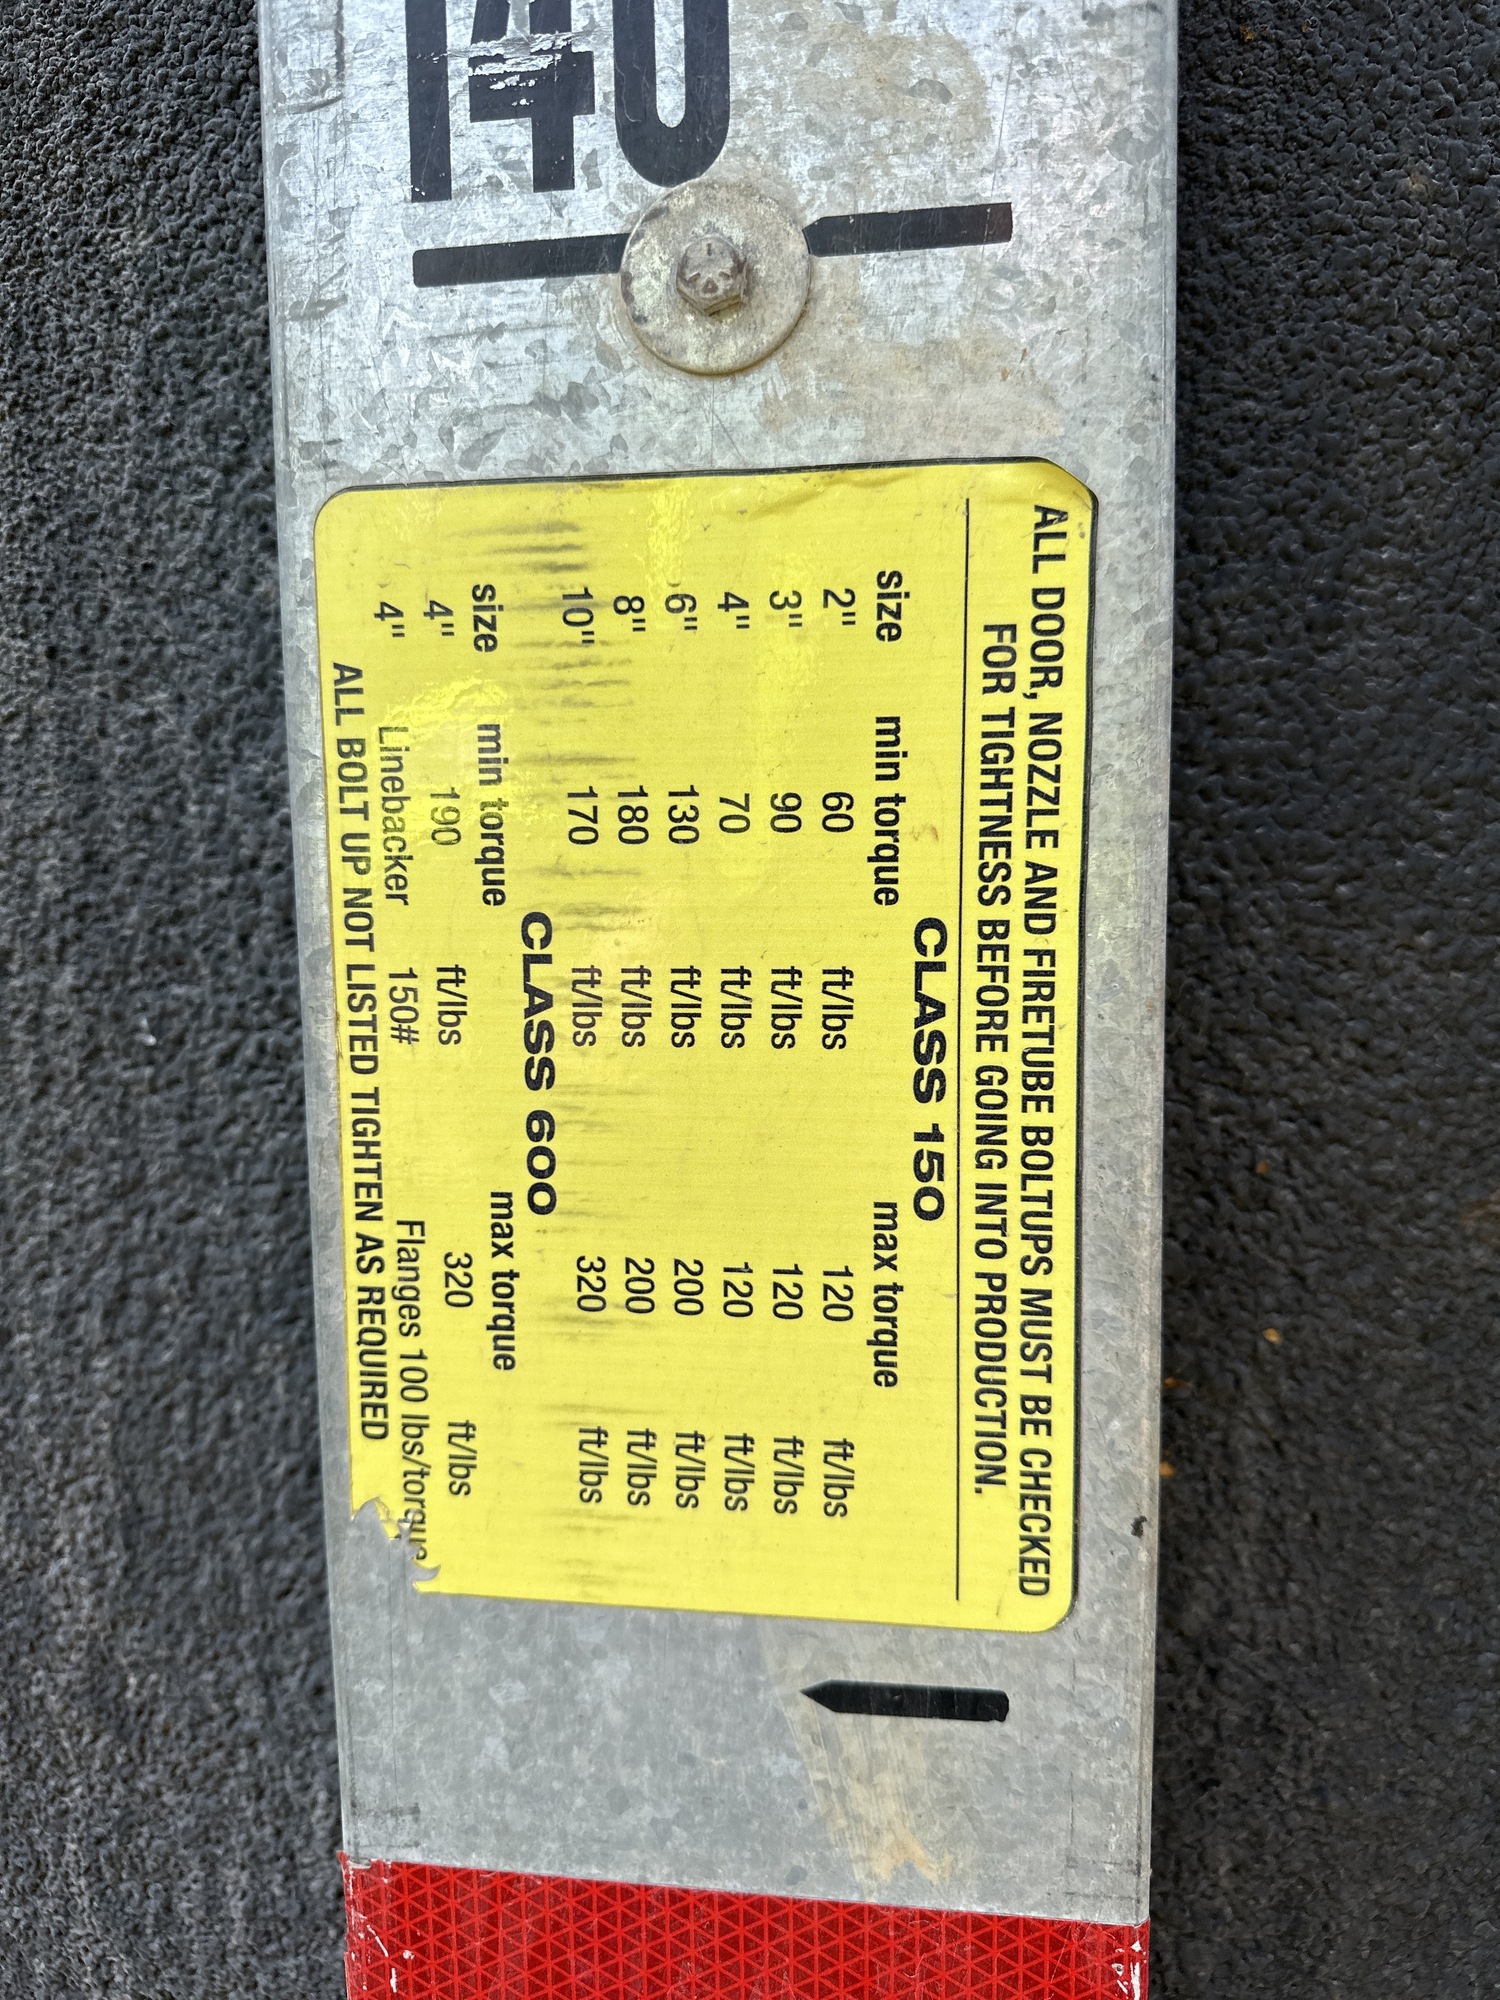 140
ALL DOOR, NOZZLE AND FIRETUBE BOLTUPS MUST BE CHECKED
FOR TIGHTNESS BEFORE GOING INTO PRODUCTION.
CLASS 150
size min torque max torque
2" 60 ft/lbs 120 ft/lbs
3" 90 ft/lbs 120 ft/lbs
4" 70 ft/lbs 120 ft/lbs
6" 130 ft/lbs 200 ft/lbs
8" 180 ft/lbs 200 ft/lbs
10" 170 ft/lbs 320 ft/lbs
CLASS 600
size min torque max torque
4" 190 ft/lbs 320 ft/lbs
4" Linebacker 150# Flanges 100 lbs/torque
ALL BOLT UP NOT LISTED TIGHTEN AS REQUIRED